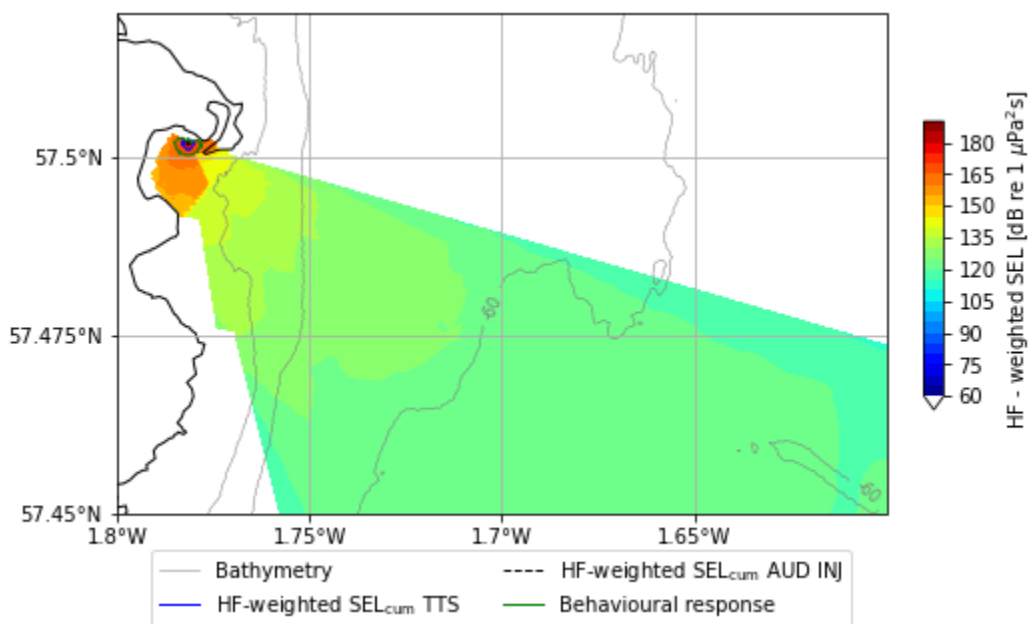 57.5°N
57.475°N
57.45°N
1.8°W
1.75°W
1.7°W
1.65°W
60
60
180
165
150
135
120
105
90
75
60
HF - weighted SEL [dB re 1 μPa²s]
Bathymetry
HF-weighted SELcum TTS
HF-weighted SELcum AUD INJ
Behavioural response